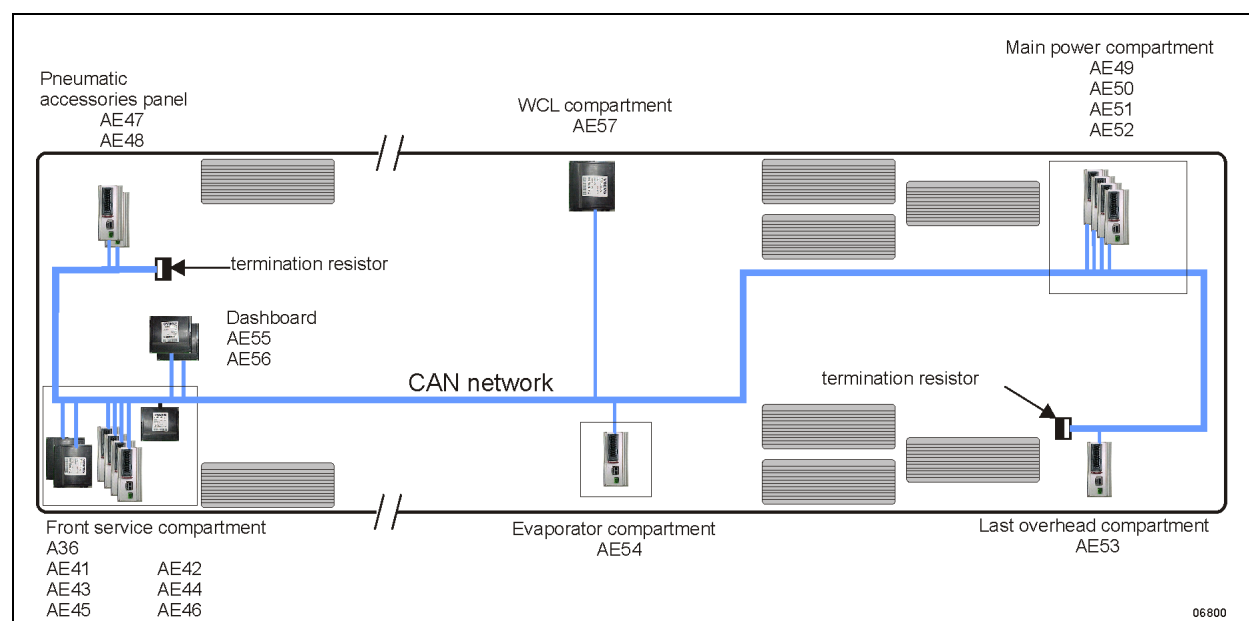 Main power compartment
AE49
AE50
AE51
AE52
Pneumatic
accessories panel
AE47
AE48
WCL compartment
AE57
termination resistor
Dashboard
AE55
AE56
CAN network
termination resistor
Front service compartment
A36
AE41 AE42
AE43 AE44
AE45 AE46
Evaporator compartment
AE54
Last overhead compartment
AE53
06800